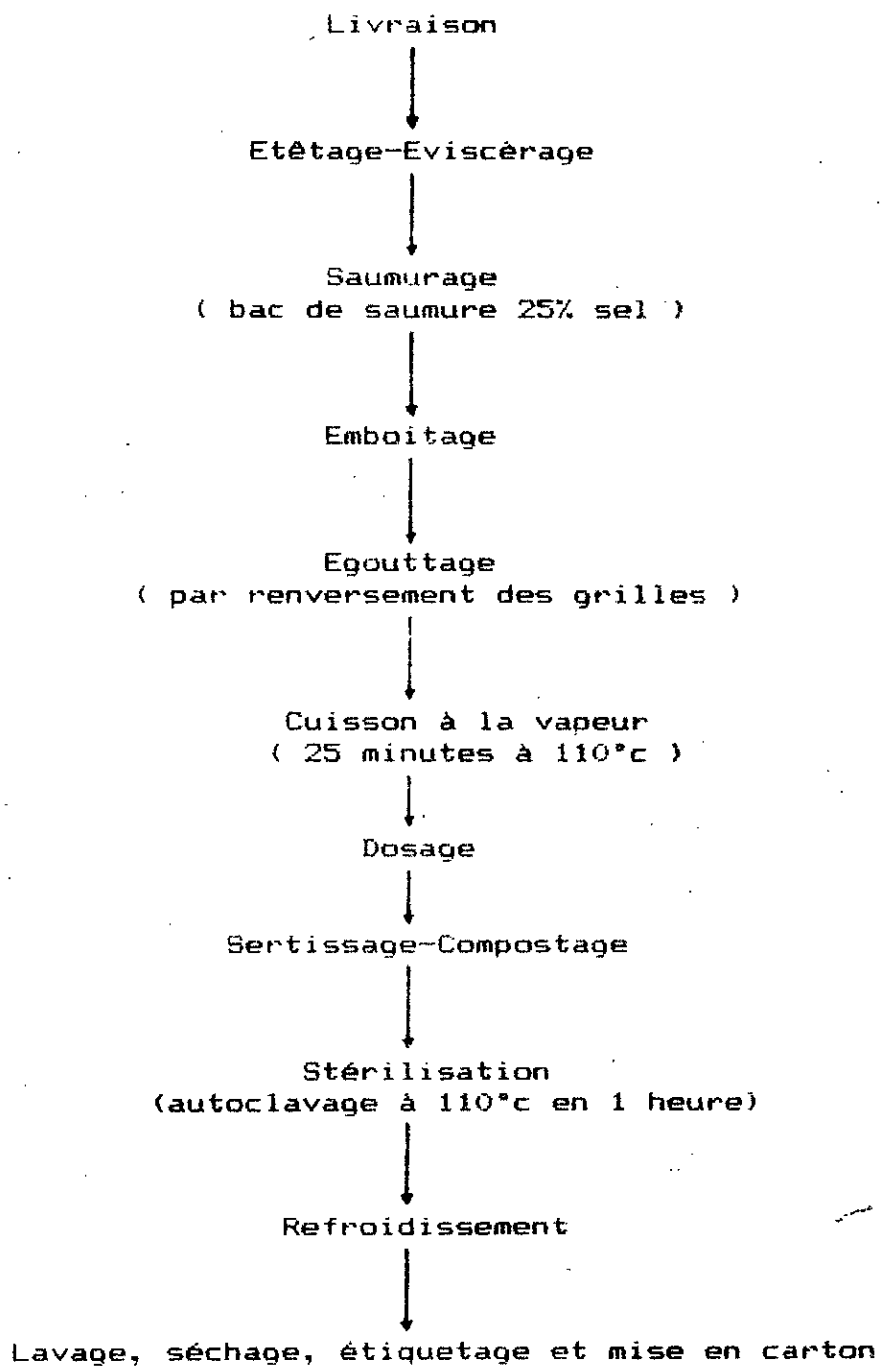 Livraison
Etêtage-Eviscèrage
Saumurage
( bac de saumure 25% sel )
Emboitage
Egouttage
( par renversement des grilles )
Cuisson à la vapeur
( 25 minutes à 110°c )
Dosage
Sertissage-Compostage
Stérilisation
(autoclavage à 110°c en 1 heure)
Refroidissement
Lavage, séchage, étiquetage et mise en carton